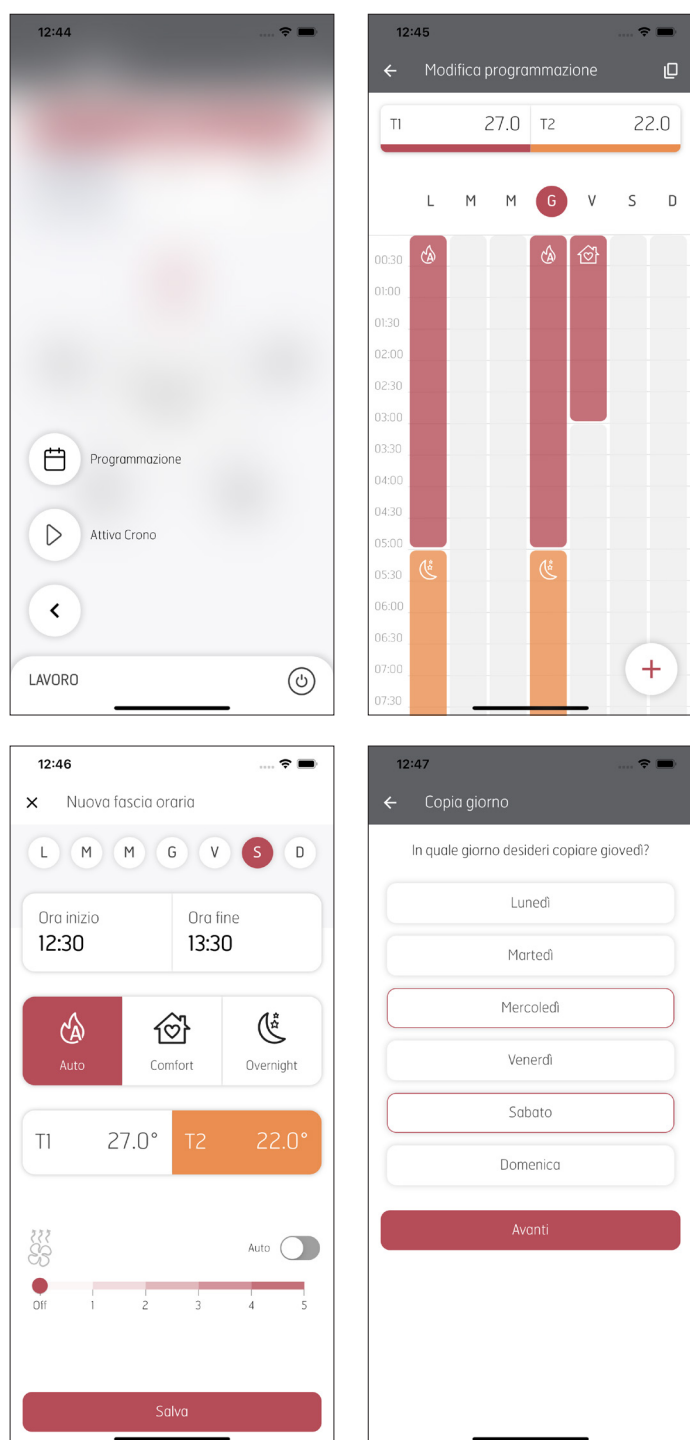 12:44
Programmazione
Attiva Crono
LAVORO
12:45
Modifica programmazione
T1 27.0 T2 22.0
L M M G V S D
00:30
01:00
01:30
02:00
02:30
03:00
03:30
04:00
04:30
05:00
05:30
06:00
06:30
07:00
07:30
12:46
Nuova fascia oraria
L M M G V S D
Ora inizio Ora fine
12:30 13:30
A
Auto Comfort Overnight
T1 27.0° T2 22.0°
Auto
Off 1 2 3 4 5
Salva
12:47
Copia giorno
In quale giorno desideri copiare giovedì?
Lunedì
Martedì
Mercoledì
Venerdì
Sabato
Domenica
Avanti